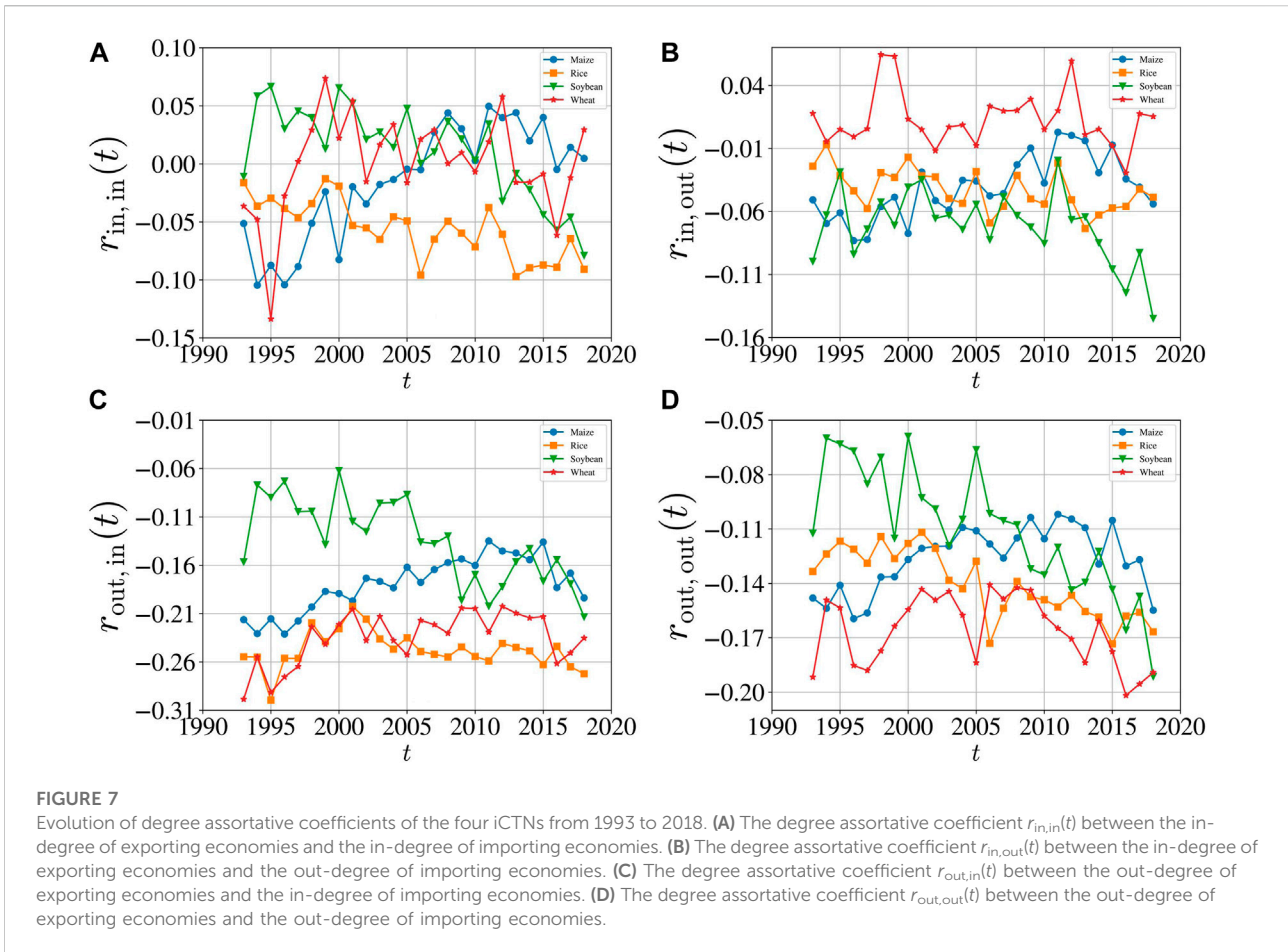 A
0.10
0.05
0.00
−0.05
−0.10
−0.15
r in, in (t)
1990
1995
2000
2005
2010
2015
2020
t
Maize
Rice
Soybean
Wheat
B
0.04
−0.01
−0.06
−0.11
−0.16
r in, out (t)
1990
1995
2000
2005
2010
2015
2020
t
Maize
Rice
Soybean
Wheat
C
−0.01
−0.06
−0.11
−0.16
−0.21
−0.26
−0.31
r out, in (t)
1990
1995
2000
2005
2010
2015
2020
t
Maize
Rice
Soybean
Wheat
D
−0.05
−0.08
−0.11
−0.14
−0.17
−0.20
r out, out (t)
1990
1995
2000
2005
2010
2015
2020
t
Maize
Rice
Soybean
Wheat
FIGURE 7
Evolution of degree assortative coefficients of the four iCTNs from 1993 to 2018. (A) The degree assortative coefficient r in,in(t) between the in-
degree of exporting economies and the in-degree of importing economies. (B) The degree assortative coefficient r in,out(t) between the in-degree of
exporting economies and the out-degree of importing economies. (C) The degree assortative coefficient r out,in(t) between the out-degree of
exporting economies and the in-degree of importing economies. (D) The degree assortative coefficient r out,out(t) between the out-degree of
exporting economies and the out-degree of importing economies.